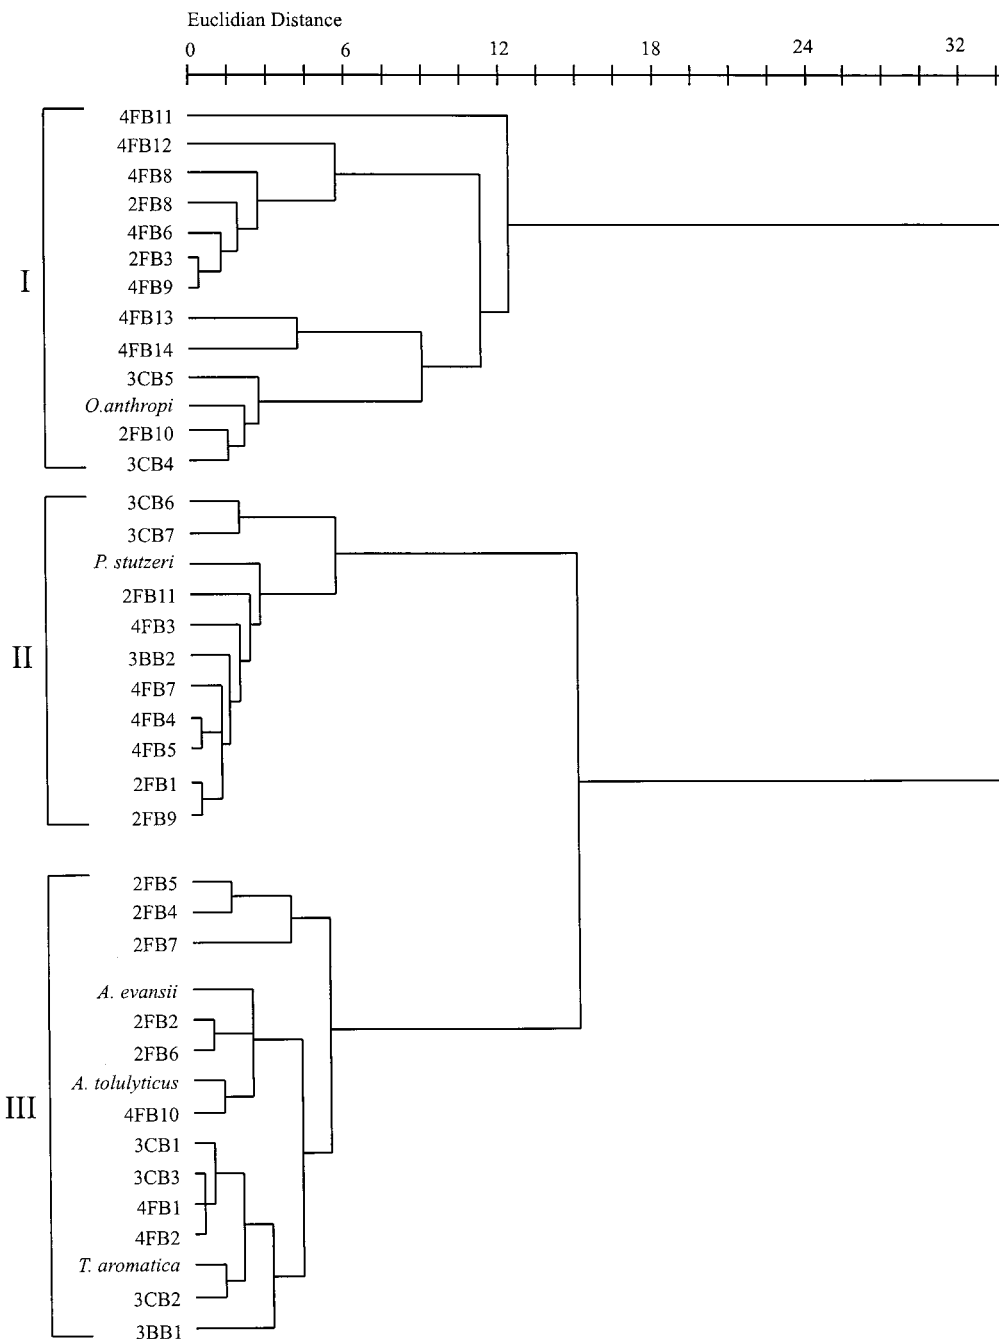 Euclidian Distance
0 6 12 18 24 32
4FB11
4FB12
4FB8
2FB8
4FB6
2FB3
4FB9
I
4FB13
4FB14
3CB5
O.anthropi
2FB10
3CB4
3CB6
3CB7
P. stutzeri
2FB11
4FB3
II
3BB2
4FB7
4FB4
4FB5
2FB1
2FB9
2FB5
2FB4
2FB7
A. evansii
2FB2
2FB6
A. tolulyticus
III
4FB10
3CB1
3CB3
4FB1
4FB2
T. aromatica
3CB2
3BB1